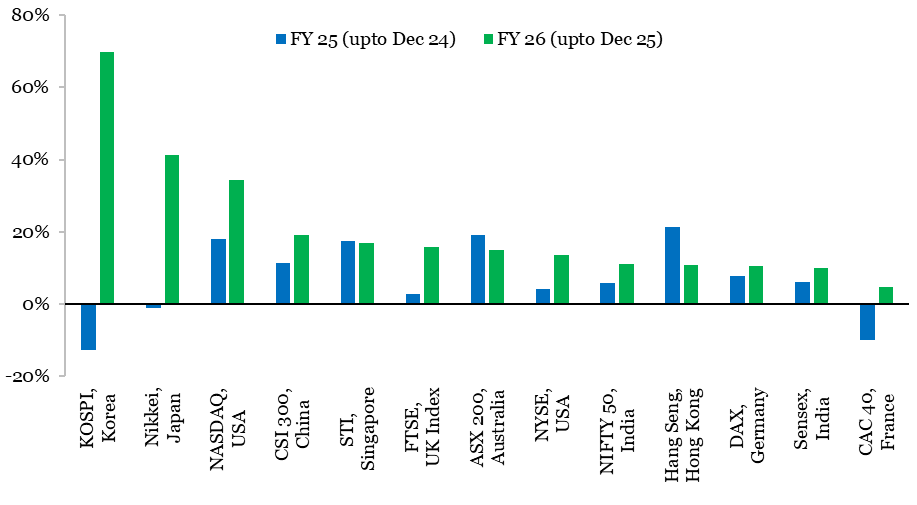 80%
FY 25 (upto Dec 24)
FY 26 (upto Dec 25)
60%
40%
20%
0%
-20%
KOSPI,
Korea
Nikkei,
Japan
NASDAQ,
USA
CSI 300,
China
STI,
Singapore
FTSE,
UK Index
ASX 200,
Australia
NYSE,
USA
NIFTY 50,
India
Hang Seng,
Hong Kong
DAX,
Germany
Sensex,
India
CAC 40,
France